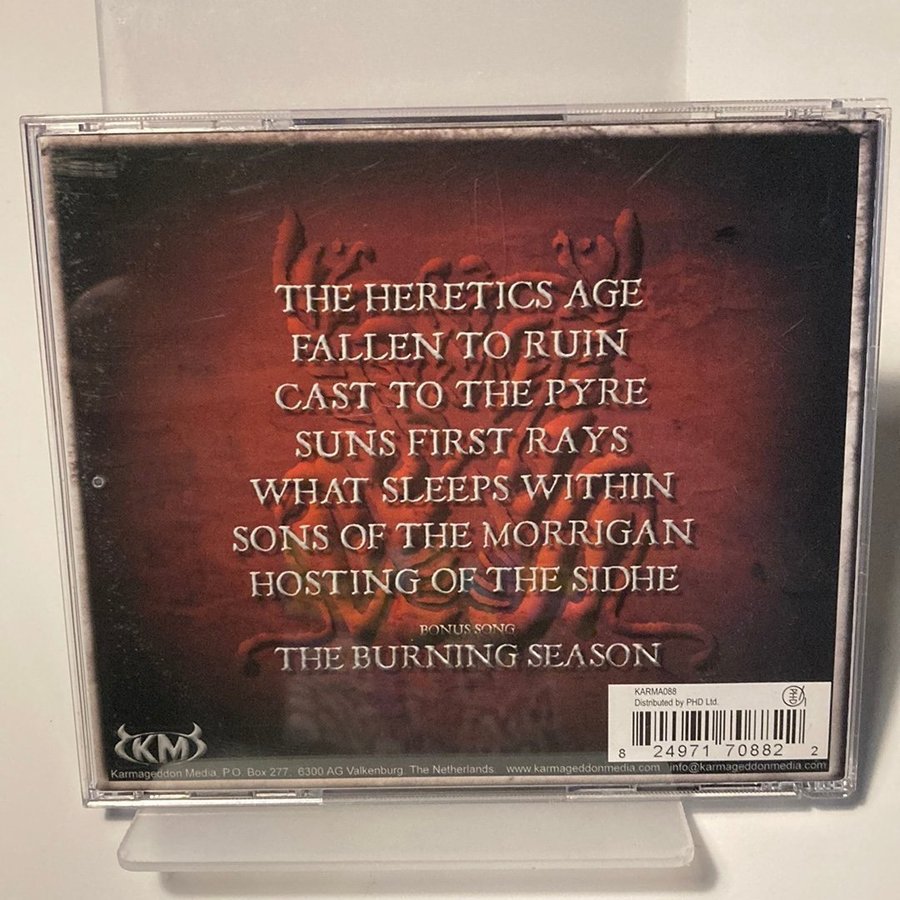 THE HERETICS AGE
FALLEN TO RUIN
CAST TO THE PYRE
SUNS FIRST RAYS
WHAT SLEEPS WITHIN
SONS OF THE MORRIGAN
HOSTING OF THE SIDHE
BONUS SONG
THE BURNING SEASON
KARMA088
Distributed by PHD Ltd.
PHD
8 24971 70882 2
KM
Karmageddon Media, P.O. Box 277, 6300 AG Valkenburg, The Netherlands www.karmageddonmedia.com info@karmageddonmedia.com